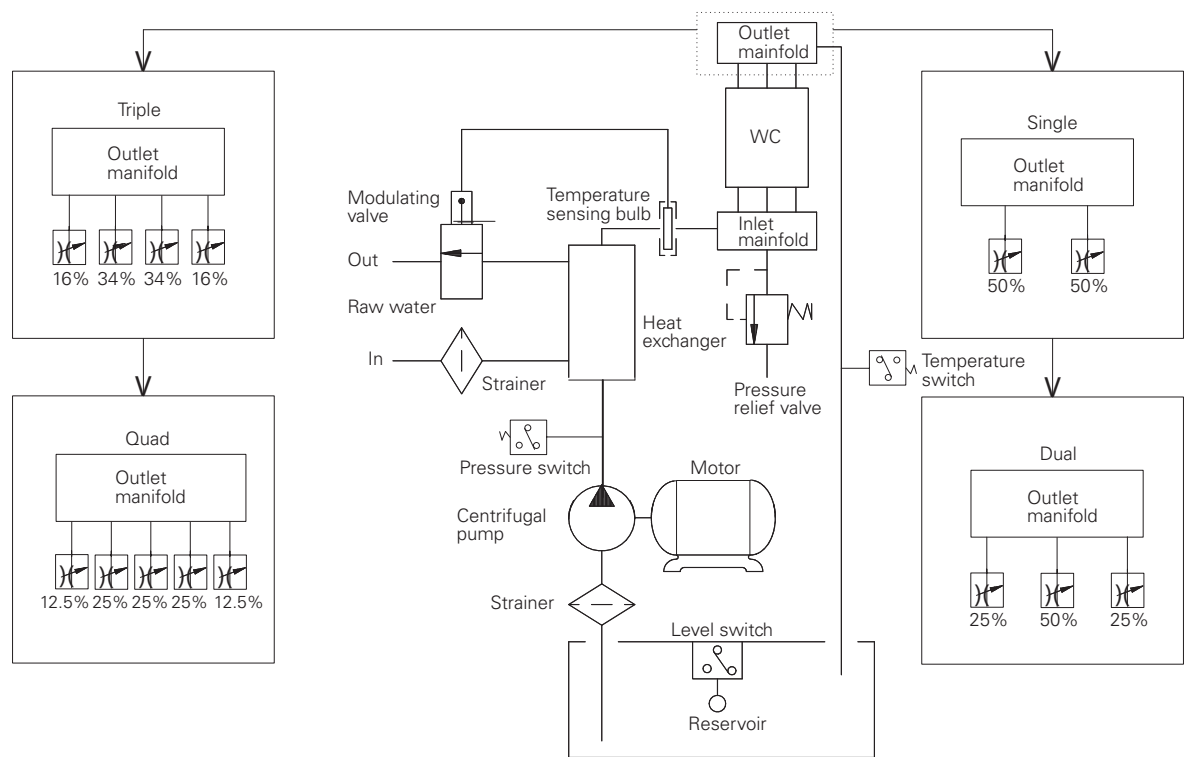 Outlet
mainfold
Triple
Outlet
manifold
16% 34% 34% 16%
Quad
Outlet
manifold
12.5% 25% 25% 25% 12.5%
WC
Modulating
valve
Temperature
sensing bulb
Inlet
mainfold
Out
Raw water
In
Strainer
Heat
exchanger
Pressure
relief valve
Pressure switch
Motor
Centrifugal
pump
Strainer
Level switch
Reservoir
Temperature
switch
Single
Outlet
manifold
50% 50%
Dual
Outlet
manifold
25% 50% 25%